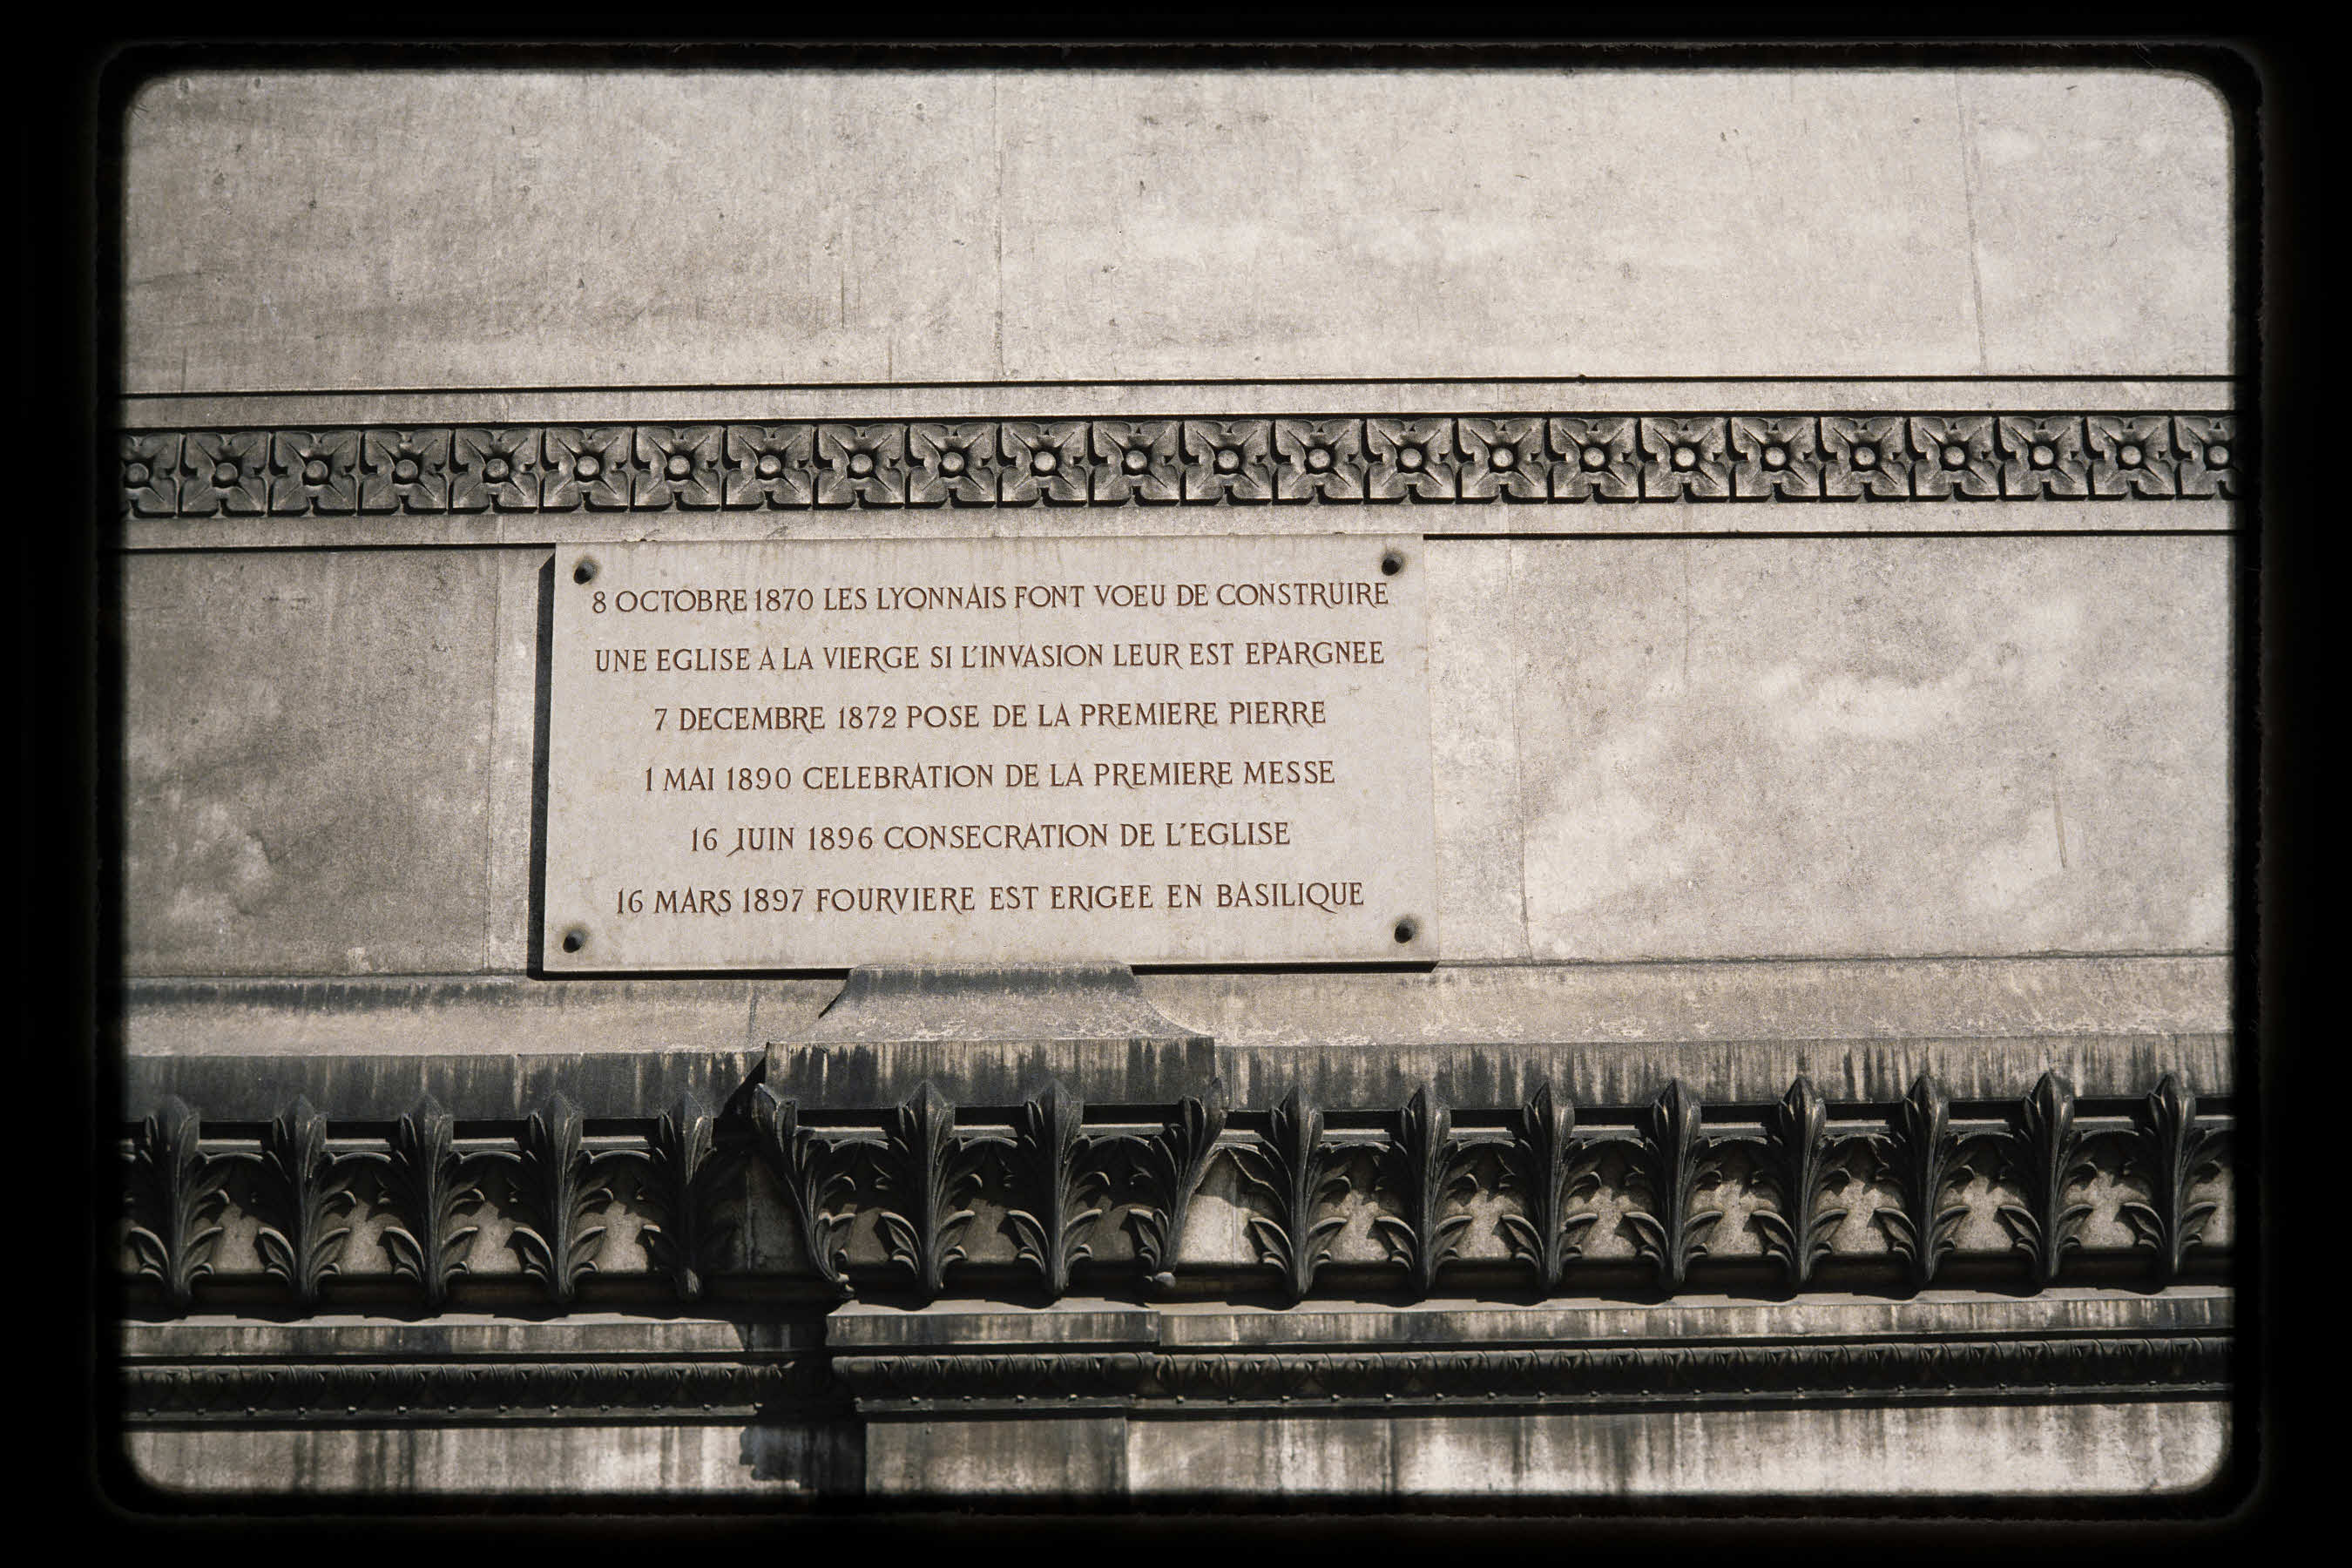 8 OCTOBRE 1870 LES LYONNAIS FONT VOEU DE CONSTRUIRE
UNE EGLISE A LA VIERGE SI L'INVASION LEUR EST EPARGNEE
7 DECEMBRE 1872 POSE DE LA PREMIERE PIERRE
1 MAI 1890 CELEBRATION DE LA PREMIERE MESSE
16 JUIN 1896 CONSECRATION DE L'EGLISE
16 MARS 1897 FOURVIERE EST ERIGEE EN BASILIQUE